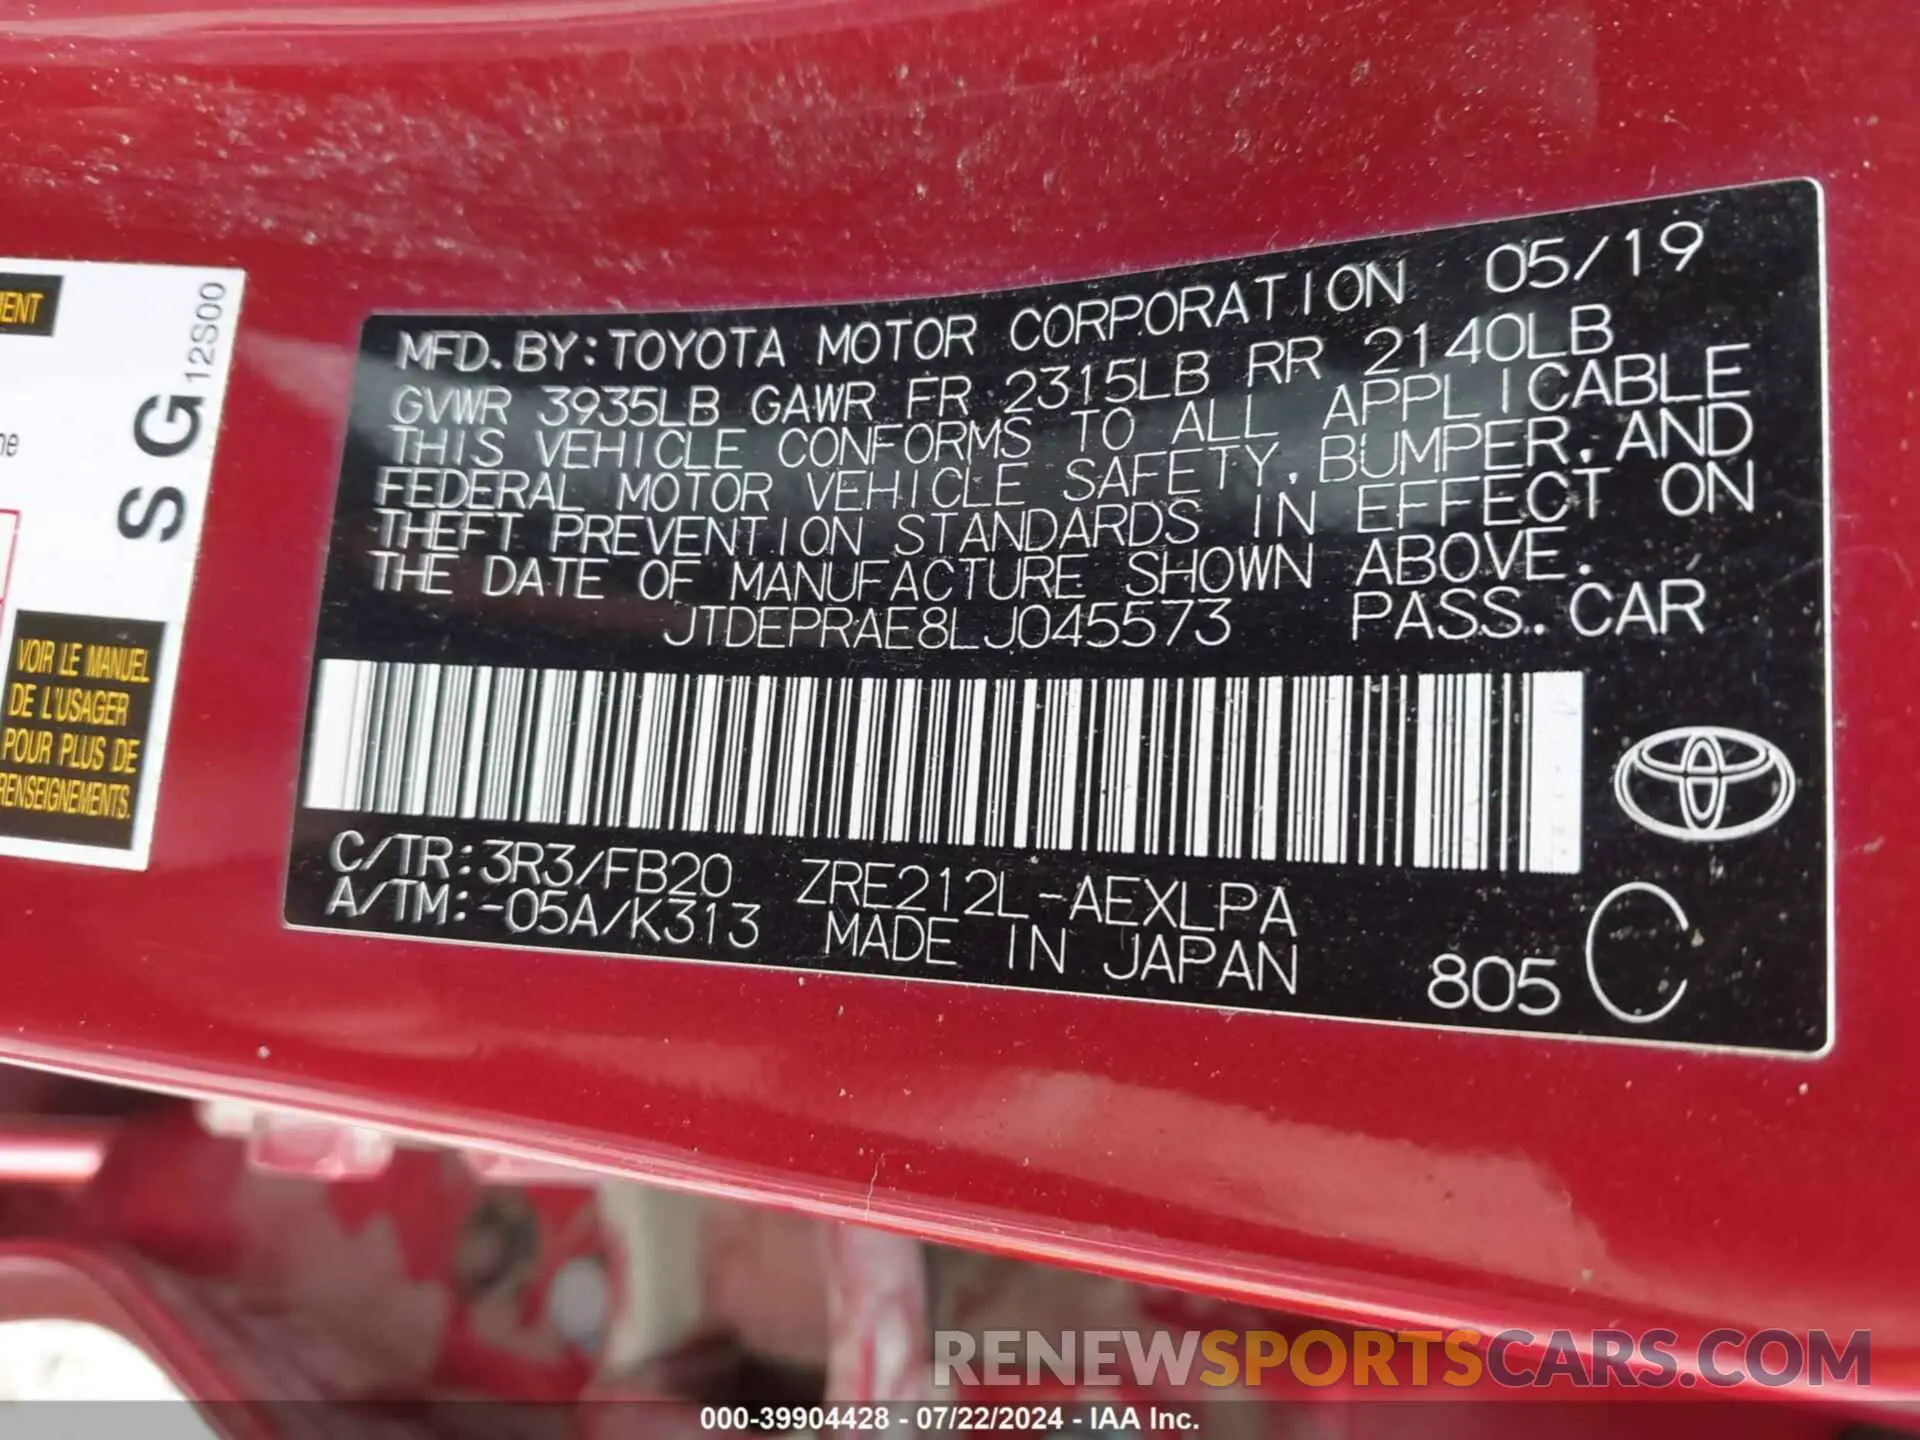 MENT
ne
S G 12S00
VOIR LE MANUEL
DE L'USAGER
POUR PLUS DE
RENSEIGNEMENTS.
MFD. BY: TOYOTA MOTOR CORPORATION 05/19
GVWR 3935LB GAWR FR 2315LB RR 2140LB
THIS VEHICLE CONFORMS TO ALL APPLICABLE
FEDERAL MOTOR VEHICLE SAFETY, BUMPER, AND
THEFT PREVENTION STANDARDS IN EFFECT ON
THE DATE OF MANUFACTURE SHOWN ABOVE.
JTDEPRAE8LJ045573 PASS. CAR
C/TR: 3R3/FB20 ZRE212L-AEXLPA
A/TM: -05A/K313 MADE IN JAPAN
805 C
RENEWSPORTSCARS.COM
000-39904428 - 07/22/2024 - IAA Inc.